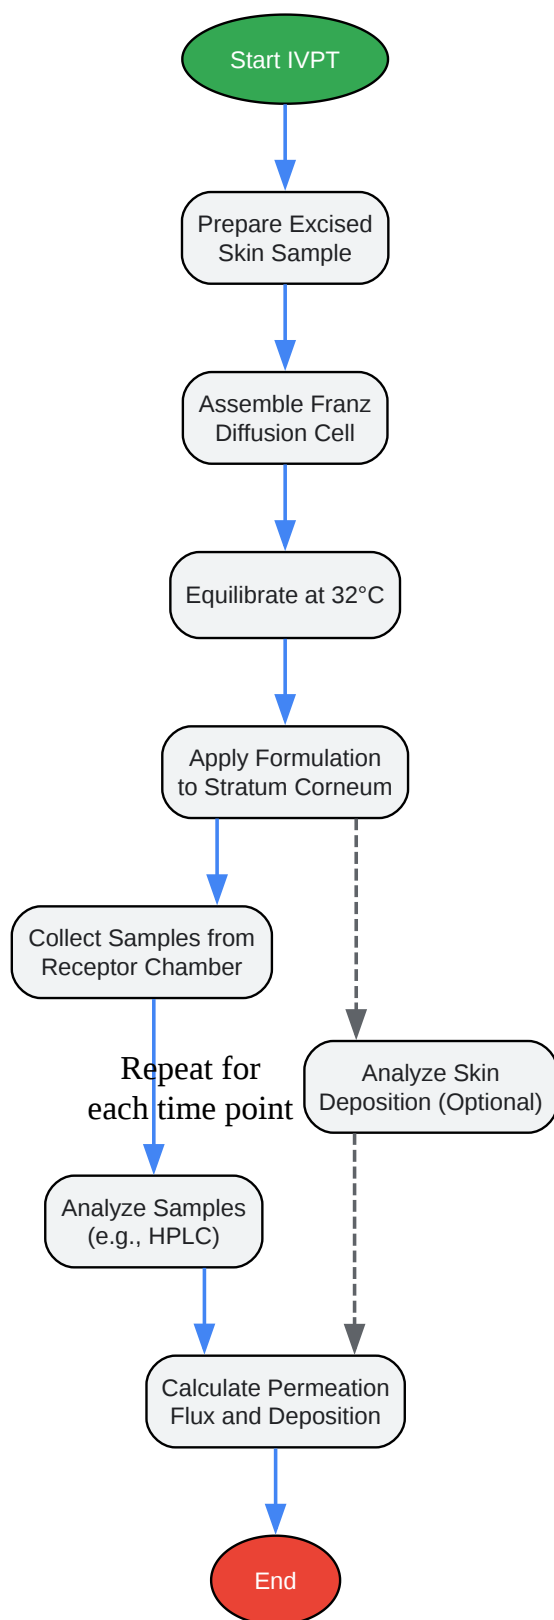 Start IVPT
Prepare Excised
Skin Sample
Assemble Franz
Diffusion Cell
Equilibrate at 32°C
Apply Formulation
to Stratum Corneum
Collect Samples from
Receptor Chamber
Repeat for
each time point
Analyze Skin
Deposition (Optional)
Analyze Samples
(e.g., HPLC)
Calculate Permeation
Flux and Deposition
End